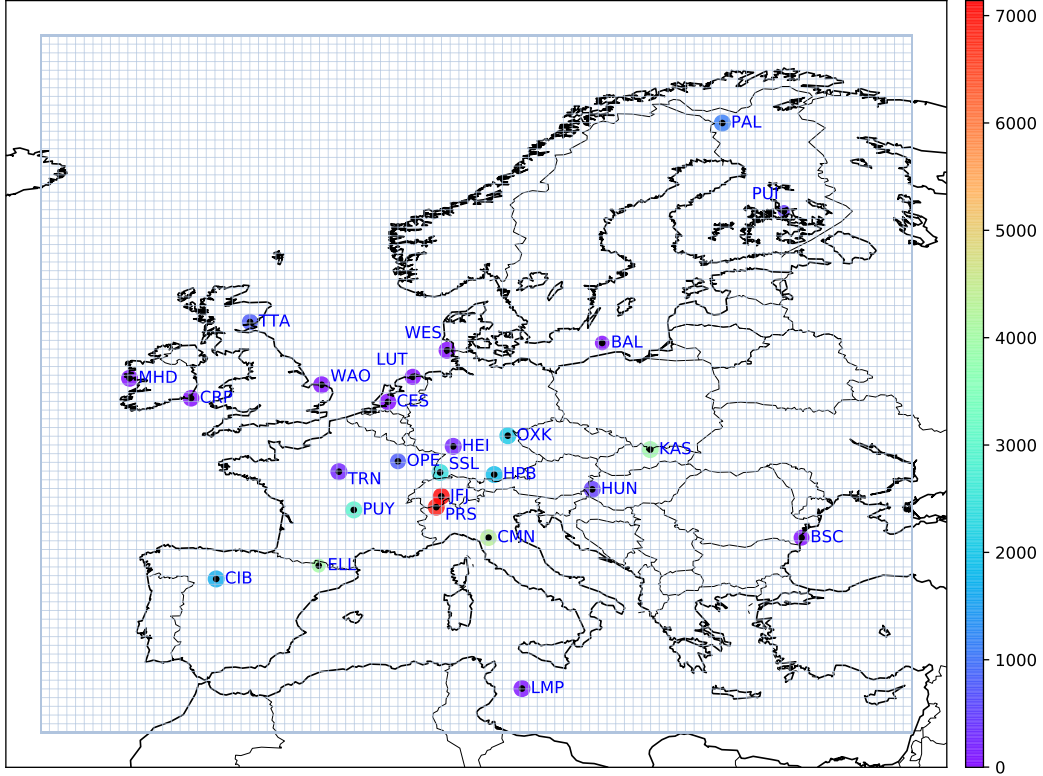 PAL
PUI
TTA
WES
BAL
LUT
MHD
WAO
CRP
CES
OXK
HEI
KAS
OPE
SSL
TRN
HPB
HUN
JFJ
PUY
PRS
CMN
BSC
ELL
CIB
LMP
7000
6000
5000
4000
3000
2000
1000
0